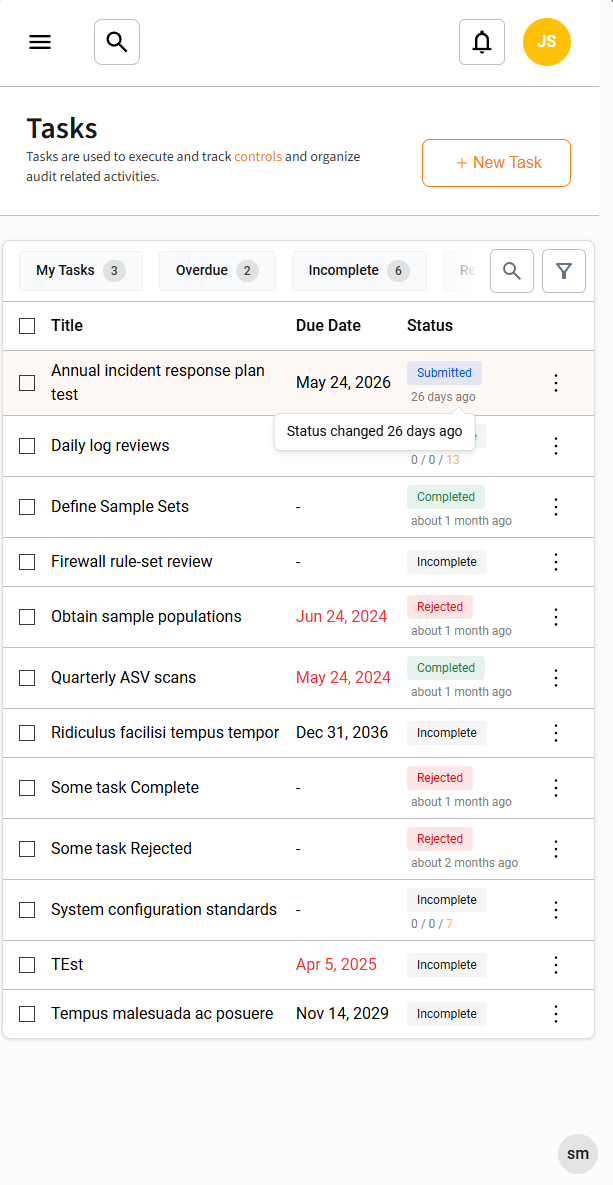 JS
Tasks
Tasks are used to execute and track controls and organize
audit related activities.
+ New Task
My Tasks 3 Overdue 2 Incomplete 6
Title Due Date Status
Annual incident response plan
test
May 24, 2026
Submitted
26 days ago
Status changed 26 days ago
Daily log reviews
0 / 0 / 13
Define Sample Sets - Completed
about 1 month ago
Firewall rule-set review - Incomplete
Obtain sample populations Jun 24, 2024 Rejected
about 1 month ago
Quarterly ASV scans May 24, 2024 Completed
about 1 month ago
Ridiculus facilisi tempus tempor Dec 31, 2036 Incomplete
Some task Complete - Rejected
about 1 month ago
Some task Rejected - Rejected
about 2 months ago
System configuration standards - Incomplete
0 / 0 / 7
TEst Apr 5, 2025 Incomplete
Tempus malesuada ac posuere Nov 14, 2029 Incomplete
sm